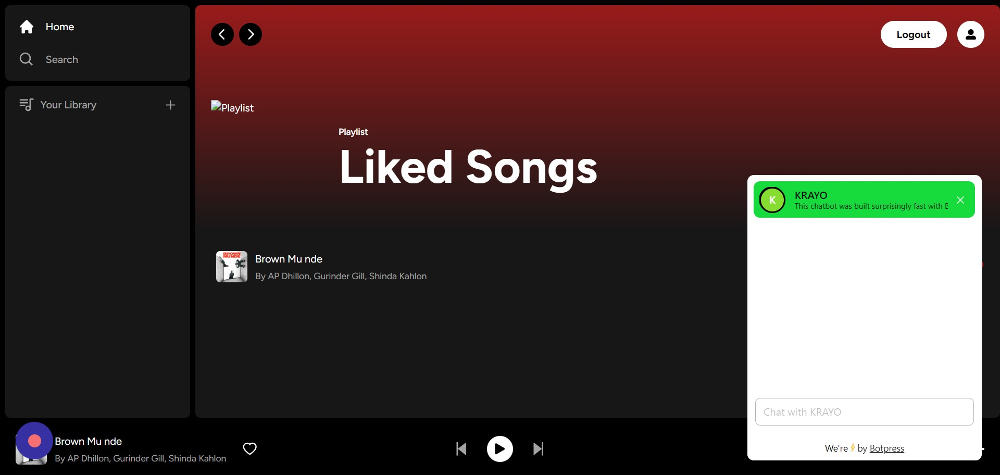 Home
Search
Your Library
Logout
Playlist
Playlist
Liked Songs
BROWN
MUNDE
Brown Mu nde
By AP Dhillon, Gurinder Gill, Shinda Kahlon
K
KRAYO
This chatbot was built surprisingly fast with
Chat with KRAYO
We're⚡by Botpress
Brown Mu nde
By AP Dhillon, Gurinder Gill, Shinda Kahlon